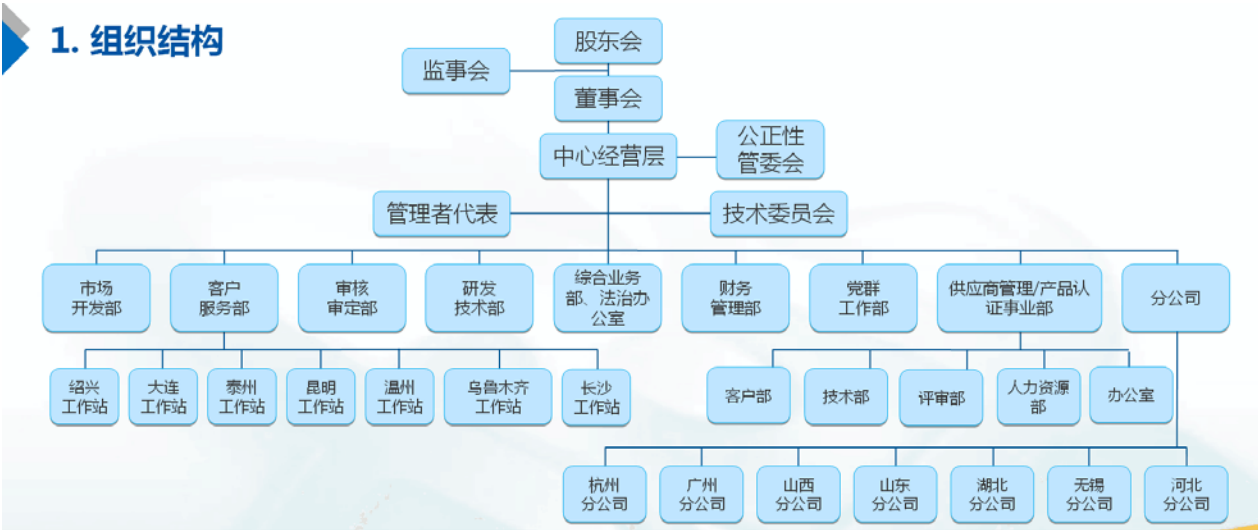 1. 组织结构
股东会
监事会
董事会
中心经营层
公正性
管委会
管理者代表
技术委员会
市场
开发部
客户
服务部
审核
审定部
研发
技术部
综合业务
部、法治办
公室
财务
管理部
党群
工作部
供应商管理/产品认
证事业部
分公司
绍兴
工作站
大连
工作站
泰州
工作站
昆明
工作站
温州
工作站
乌鲁木齐
工作站
长沙
工作站
客户部
技术部
评审部
人力资源
部
办公室
杭州
分公司
广州
分公司
山西
分公司
山东
分公司
湖北
分公司
无锡
分公司
河北
分公司